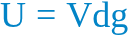 U = Vdg